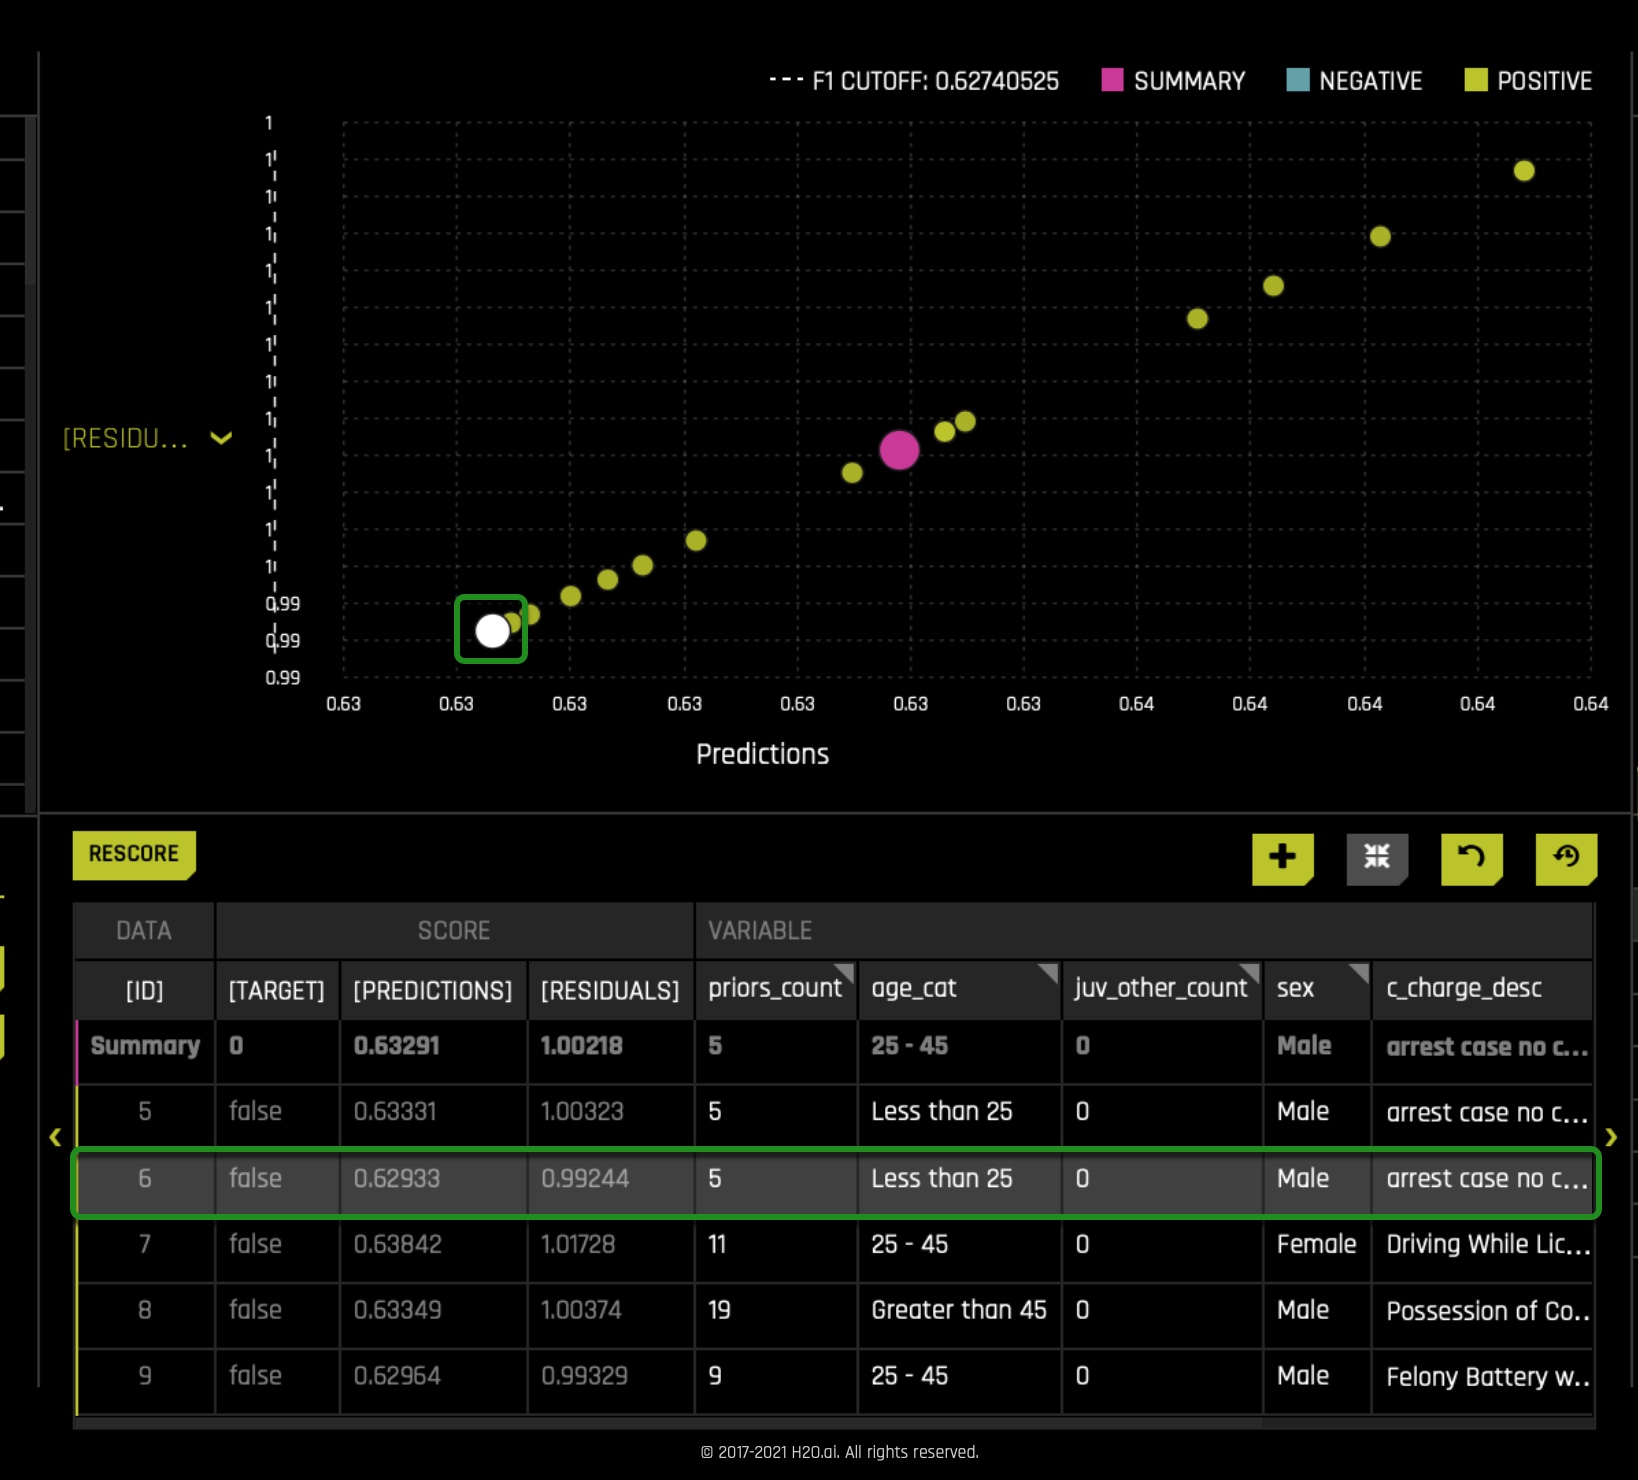 --- F1 CUTOFF: 0.62740525 SUMMARY NEGATIVE POSITIVE
1
1
1
1
1
1
1
1
1
1
1
1
1
0.99
0.99
0.99
[RESIDU...
0.63 0.63 0.63 0.63 0.63 0.63 0.63 0.64 0.64 0.64 0.64 0.64
Predictions
RESCORE
DATA SCORE VARIABLE
[ID] [TARGET] [PREDICTIONS] [RESIDUALS] priors_count age_cat juv_other_count sex c_charge_desc
Summary 0 0.63291 1.00218 5 25 - 45 0 Male arrest case no c...
5 false 0.63331 1.00323 5 Less than 25 0 Male arrest case no c...
6 false 0.62933 0.99244 5 Less than 25 0 Male arrest case no c...
7 false 0.63842 1.01728 11 25 - 45 0 Female Driving While Lic...
8 false 0.63349 1.00374 19 Greater than 45 0 Male Possession of Co..
9 false 0.62964 0.99329 9 25 - 45 0 Male Felony Battery w..
© 2017-2021 H2O.ai. All rights reserved.